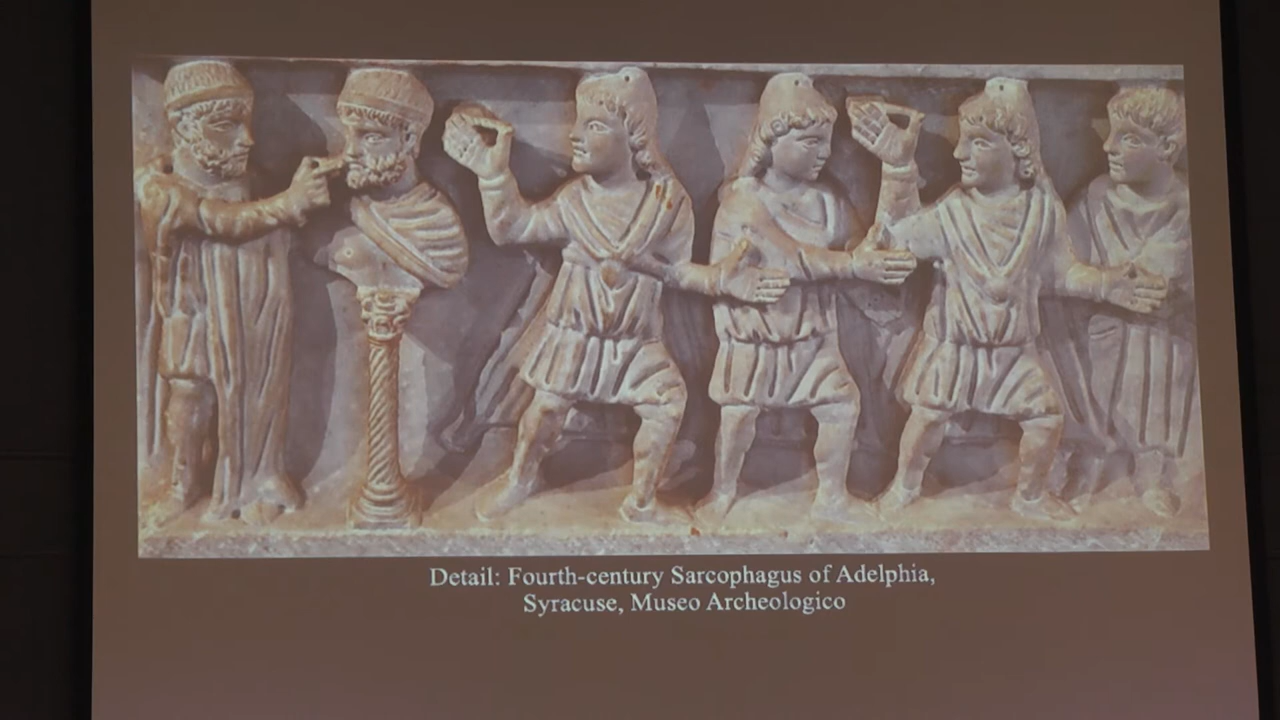 Detail: Fourth-century Sarcophagus of Adelphia,
Syracuse, Museo Archeologico